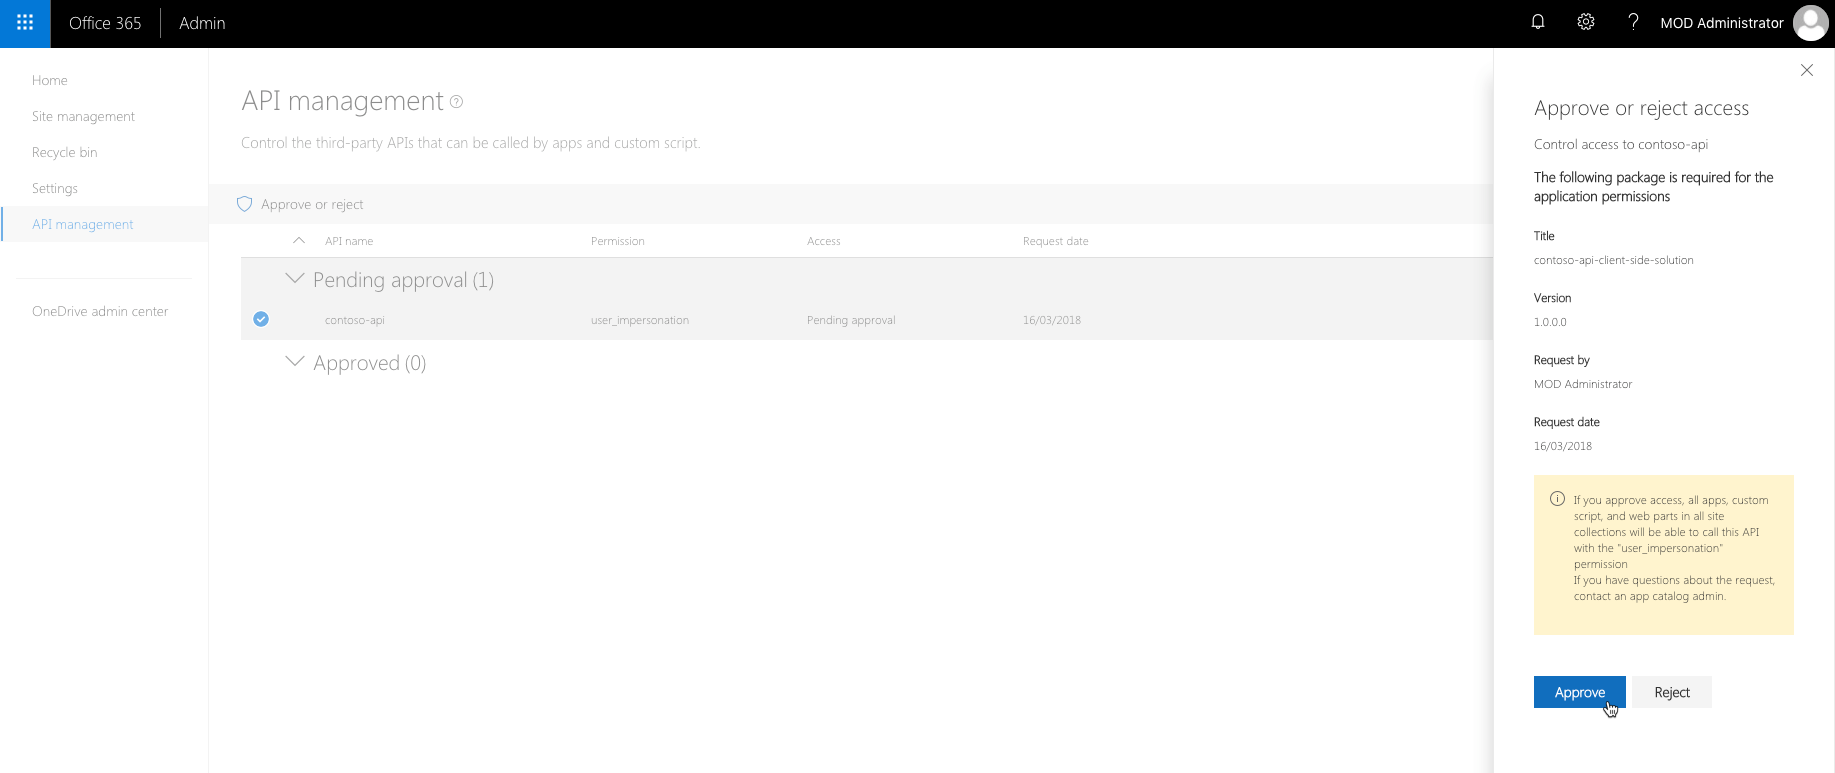 Office 365
Admin
MOD Administrator
Home
Site management
Recycle bin
Settings
API management
OneDrive admin center
API management
Control the third-party APIs that can be called by apps and custom script.
Approve or reject
API name Permission Access Request date
Pending approval (1)
contoso-api user_impersonation Pending approval 16/03/2018
Approved (0)
Approve or reject access
Control access to contoso-api
The following package is required for the
application permissions
Title
contoso-api-client-side-solution
Version
1.0.0.0
Request by
MOD Administrator
Request date
16/03/2018
If you approve access, all apps, custom
script, and web parts in all site
collections will be able to call this API
with the "user_impersonation"
permission
If you have questions about the request,
contact an app catalog admin.
Approve
Reject